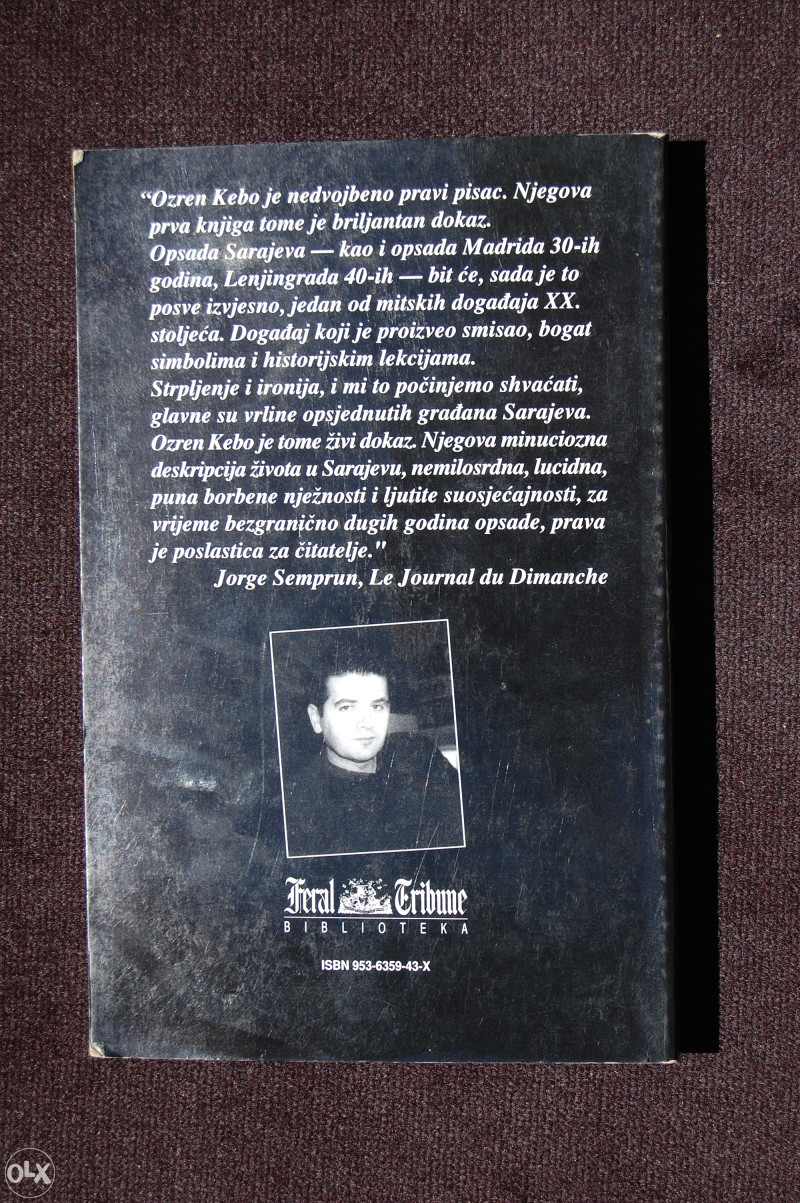 “Ozren Kebo je nedvojbeno pravi pisac. Njegova
prva knjiga tome je briljantan dokaz.
Opsada Sarajeva — kao i opsada Madrida 30-ih
godina, Lenjingrada 40-ih — bit će, sada je to
posve izvjesno, jedan od mitskih događaja XX.
stoljeća. Događaj koji je proizveo smisao, bogat
simbolima i historijskim lekcijama.
Strpljenje i ironija, i mi to počinjemo shvaćati,
glavne su vrline opsjednutih građana Sarajeva.
Ozren Kebo je tome živi dokaz. Njegova minuciozna
deskripcija života u Sarajevu, nemilosrdna, lucidna,
puna borbene nježnosti i ljutite suosjećajnosti, za
vrijeme bezgranično dugih godina opsade, prava
je poslastica za čitatelje."
Jorge Semprun, Le Journal du Dimanche
Feral Tribune
BIBLIOTEKA
ISBN 953-6359-43-X
OLX